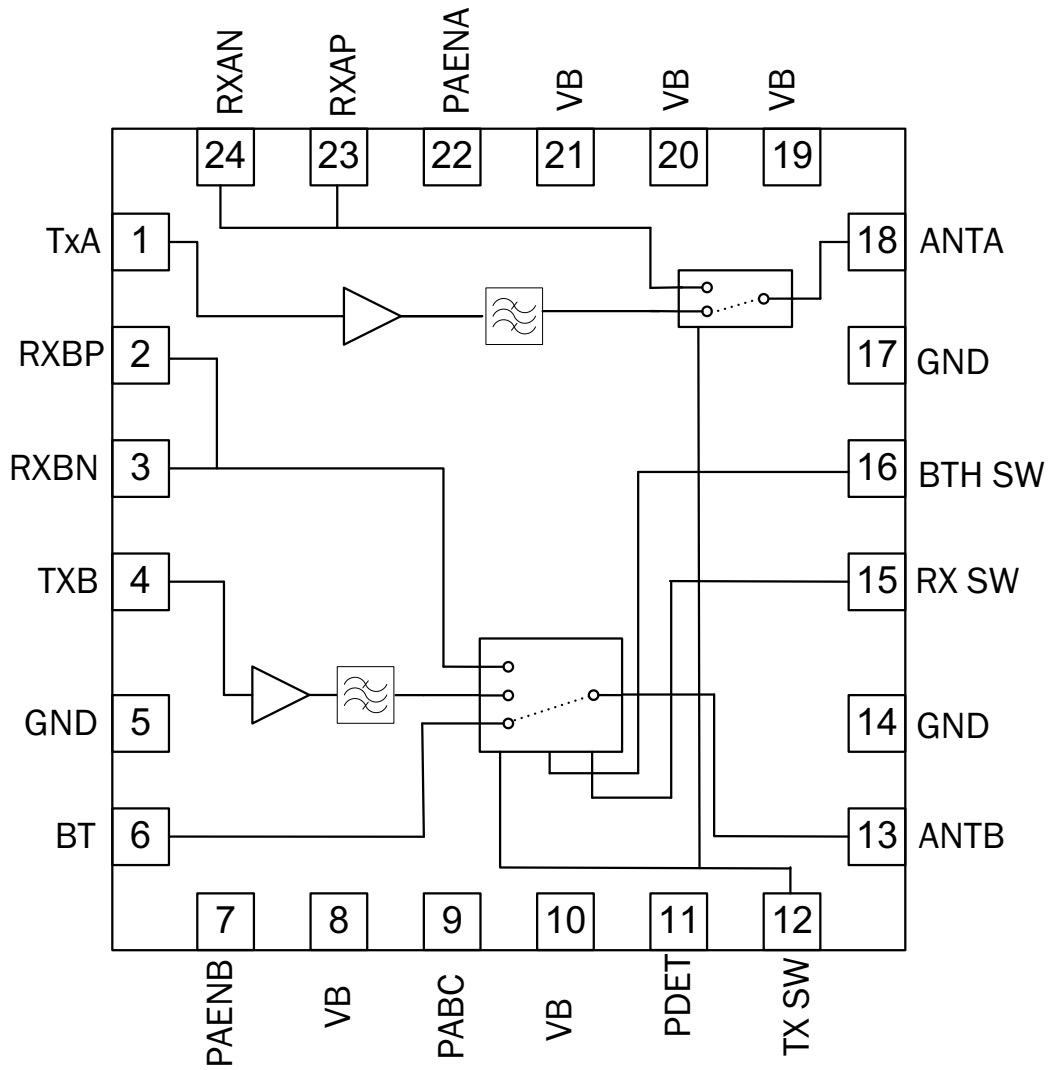 RXAN
RXAP
PAENA
VB
VB
VB
24
23
22
21
20
19
TxA 1
18 ANTA
RXBP 2
17 GND
RXBN 3
16 BTH SW
TXB 4
15 RX SW
GND 5
14 GND
BT 6
13 ANTB
7
8
9
10
11
12
PAENB
VB
PABC
VB
PDET
TX SW